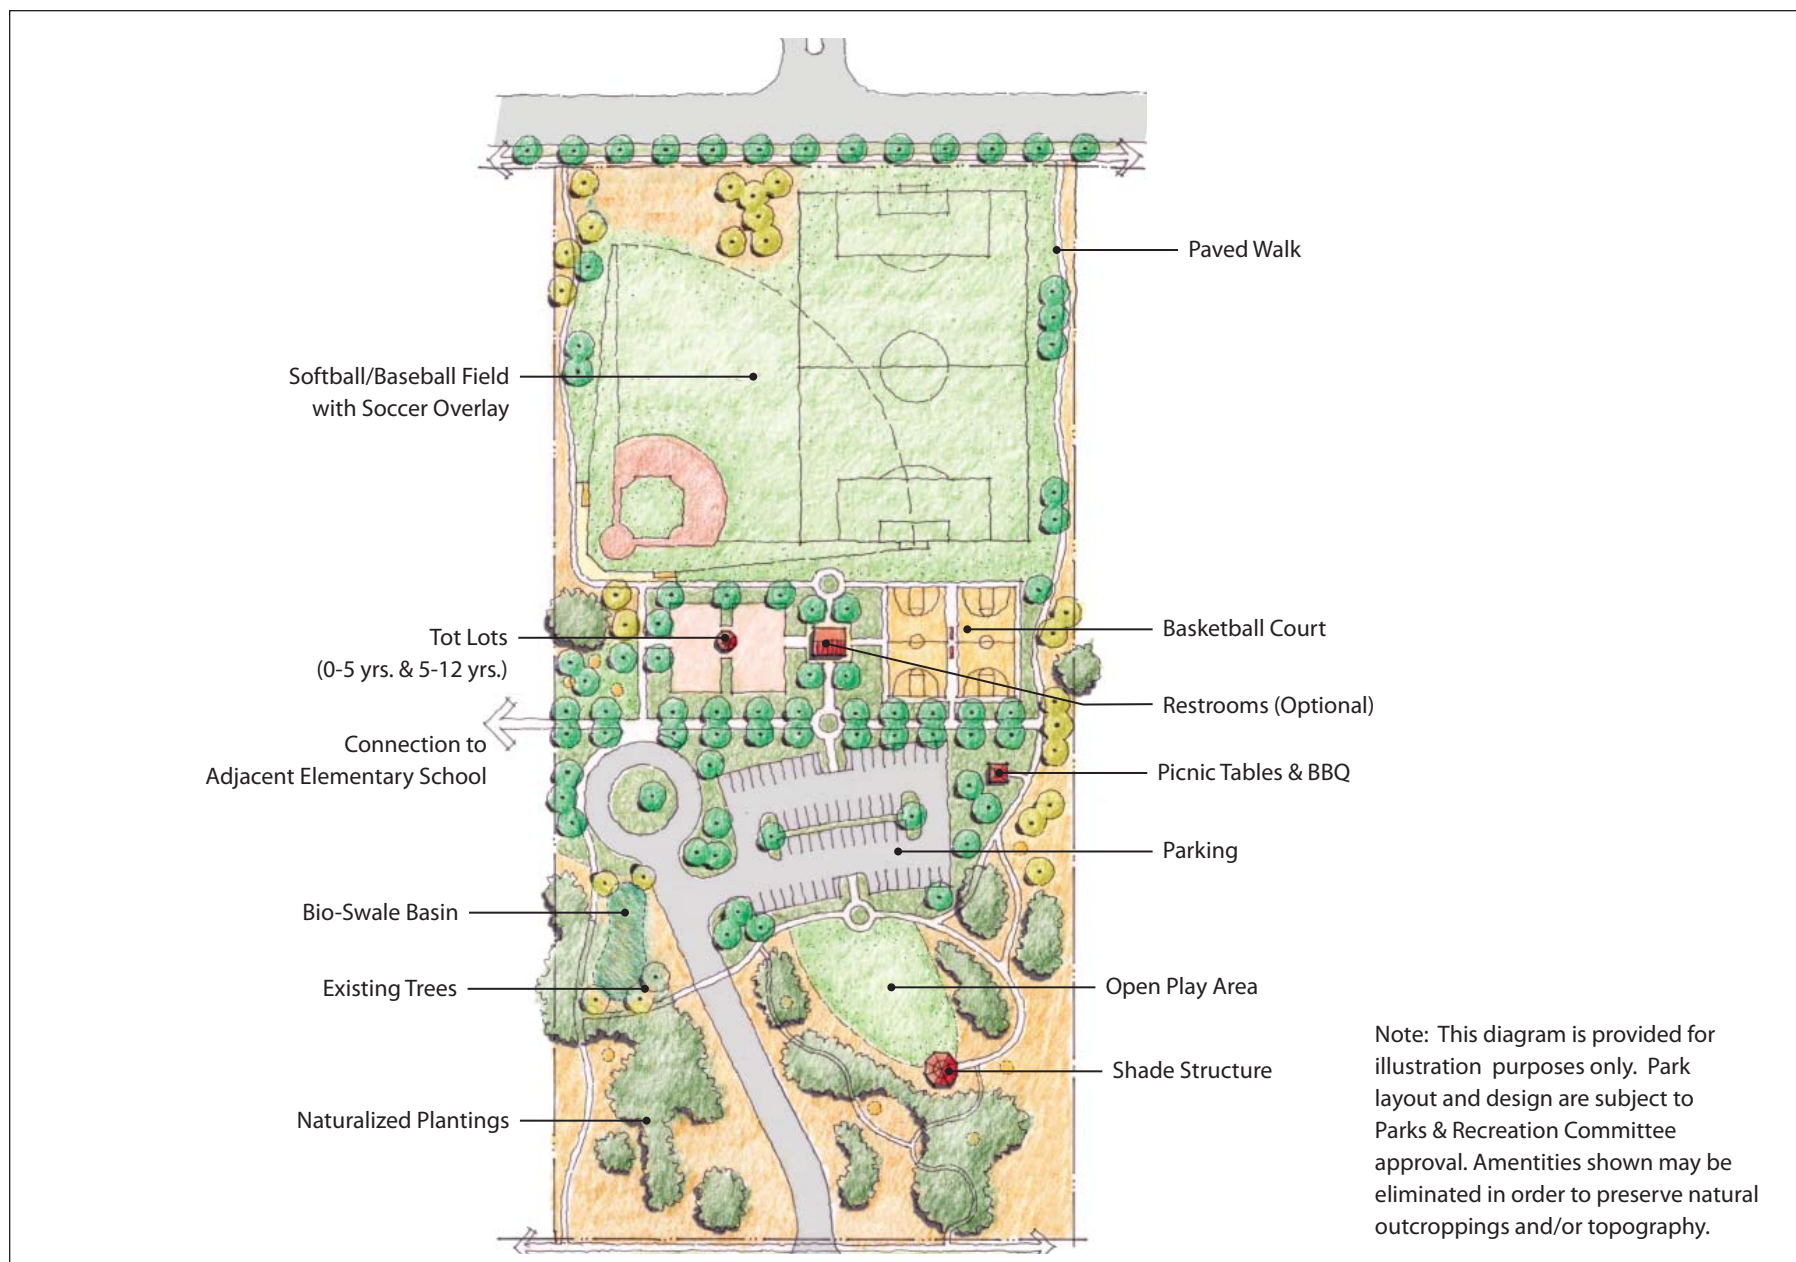 Paved Walk
Softball/Baseball Field
with Soccer Overlay
Tot Lots
(0-5 yrs. & 5-12 yrs.)
Basketball Court
Restrooms (Optional)
Connection to
Adjacent Elementary School
Picnic Tables & BBQ
Parking
Bio-Swale Basin
Existing Trees
Open Play Area
Shade Structure
Naturalized Plantings
Note: This diagram is provided for
illustration purposes only. Park
layout and design are subject to
Parks & Recreation Committee
approval. Amentities shown may be
eliminated in order to preserve natural
outcroppings and/or topography.